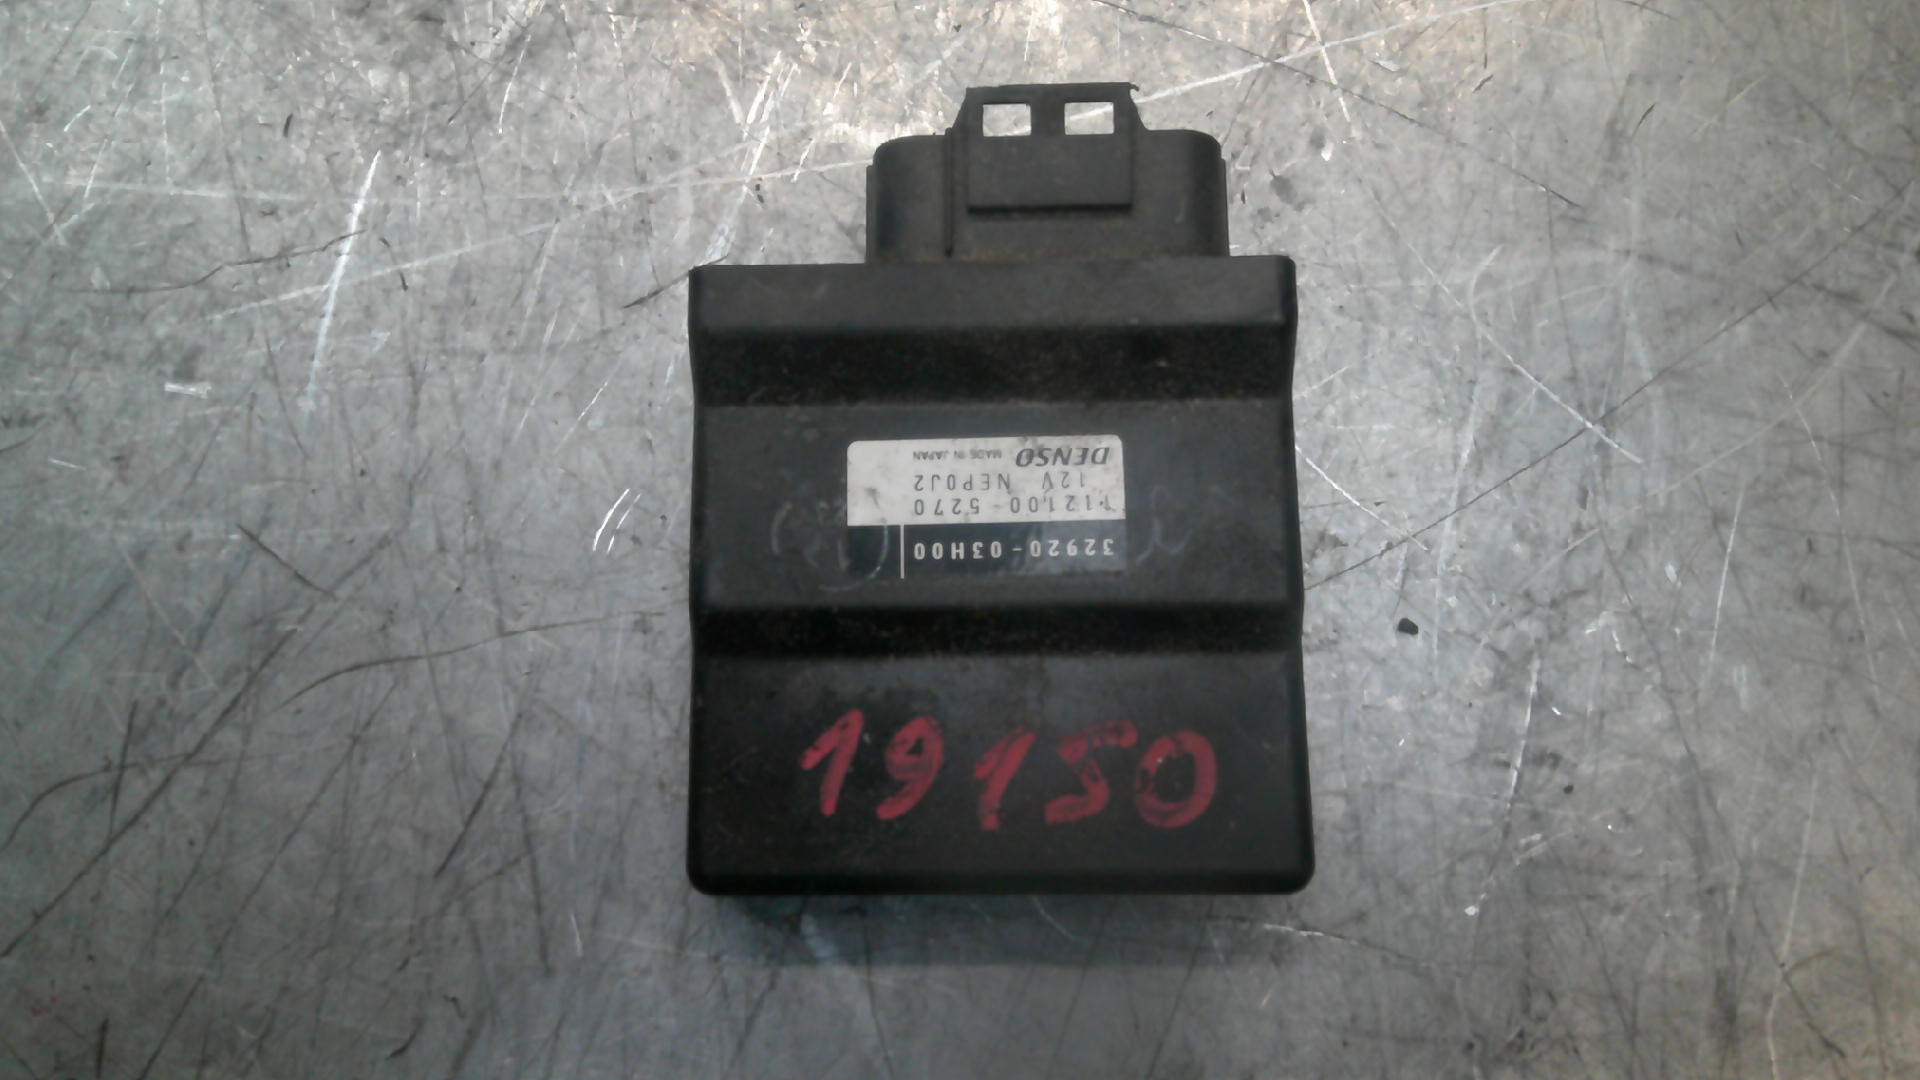 32920-03H00
112100-5270
12V NEP0J2
DENSO MADE IN JAPAN
19150